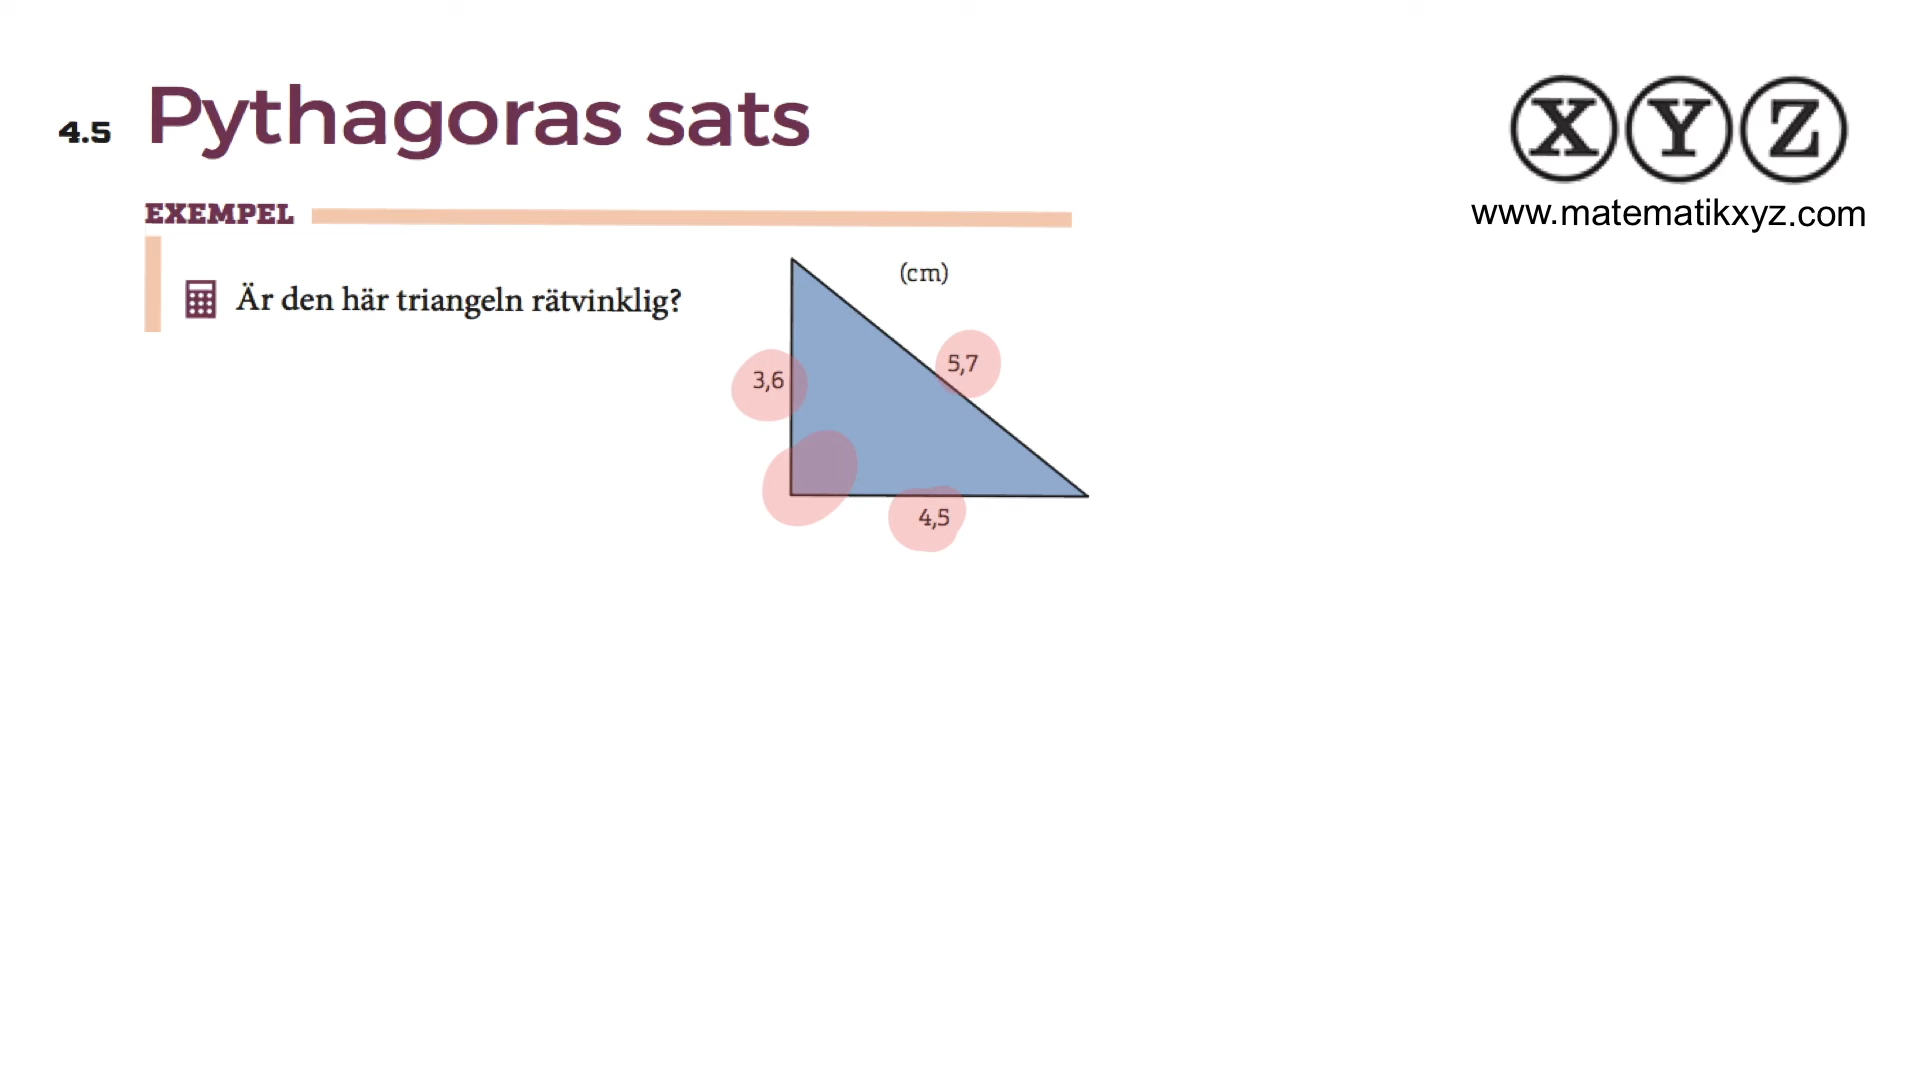 4.5 Pythagoras sats
X Y Z
www.matematikxyz.com
EXEMPEL
Är den här triangeln rätvinklig?
(cm)
3,6
5,7
4,5